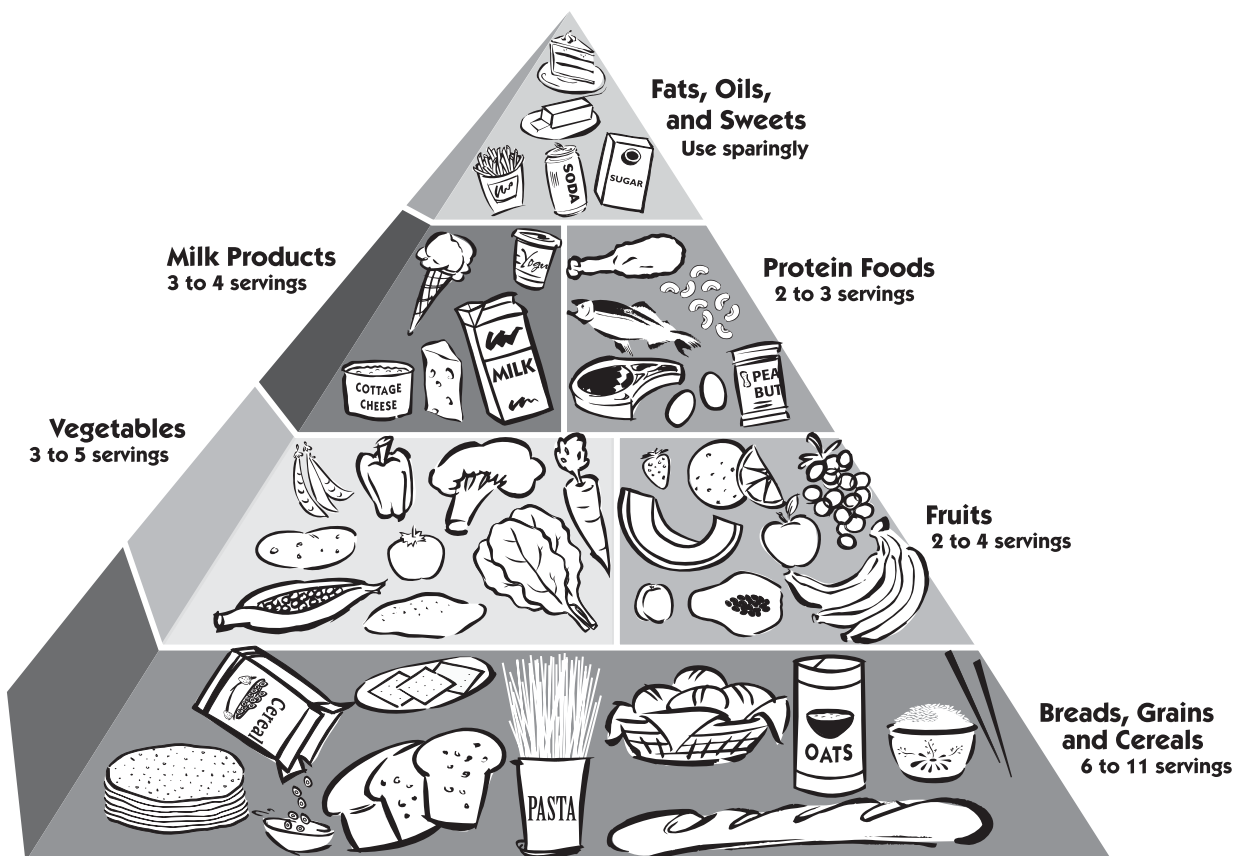 Fats, Oils,
and Sweets
Use sparingly
SODA
SUGAR
Milk Products
3 to 4 servings
Yogu
COTTAGE
CHEESE
MILK
Protein Foods
2 to 3 servings
PEA
BUT
Vegetables
3 to 5 servings
Fruits
2 to 4 servings
Cereal
PASTA
OATS
Breads, Grains
and Cereals
6 to 11 servings